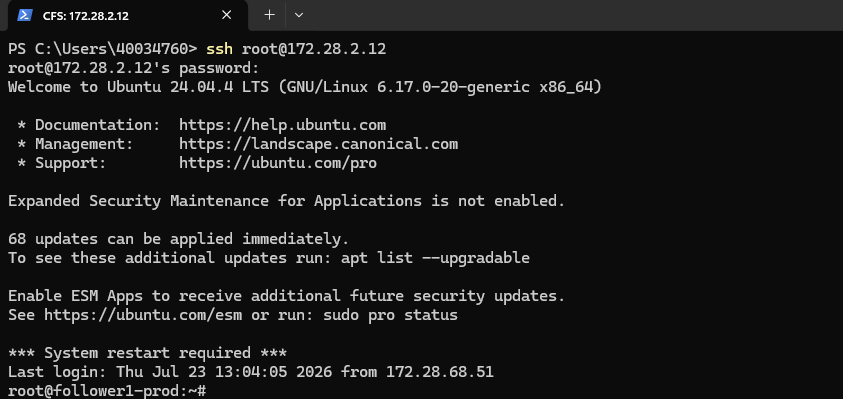 CFS: 172.28.2.12
PS C:\Users\40034760> ssh root@172.28.2.12
root@172.28.2.12's password:
Welcome to Ubuntu 24.04.4 LTS (GNU/Linux 6.17.0-20-generic x86_64)
* Documentation:  https://help.ubuntu.com
* Management:     https://landscape.canonical.com
* Support:        https://ubuntu.com/pro
Expanded Security Maintenance for Applications is not enabled.
68 updates can be applied immediately.
To see these additional updates run: apt list --upgradable
Enable ESM Apps to receive additional future security updates.
See https://ubuntu.com/esm or run: sudo pro status
*** System restart required ***
Last login: Thu Jul 23 13:04:05 2026 from 172.28.68.51
root@follower1-prod:~#